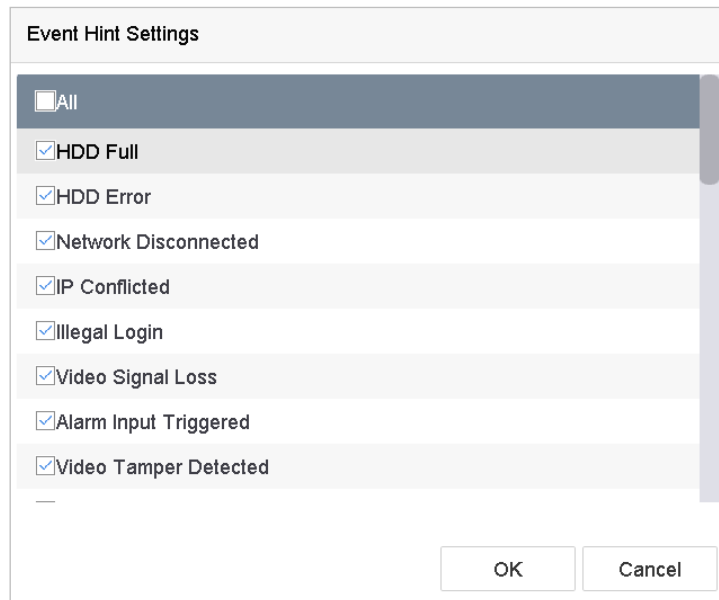 Event Hint Settings
All
HDD Full
HDD Error
Network Disconnected
IP Conflicted
Illegal Login
Video Signal Loss
Alarm Input Triggered
Video Tamper Detected
OK Cancel